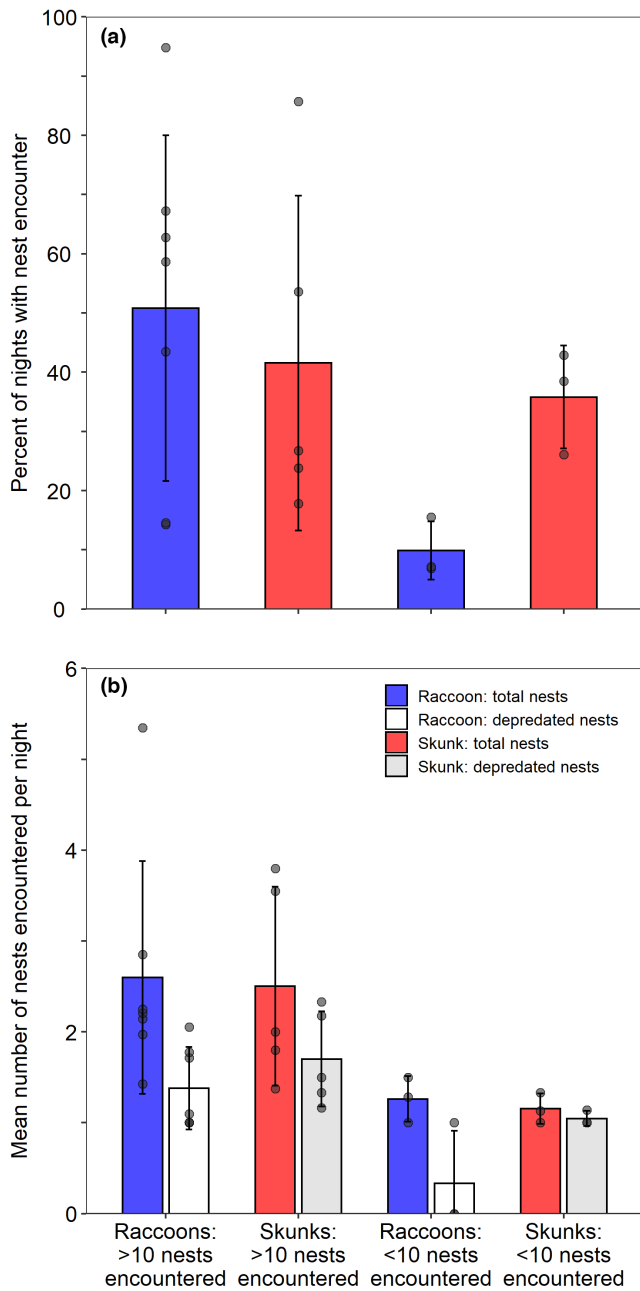 100
(a)
80
60
40
20
0
Percent of nights with nest encounter
6
(b)
4
2
0
Mean number of nests encountered per night
Raccoon: total nests
Raccoon: depredated nests
Skunk: total nests
Skunk: depredated nests
Raccoons:
>10 nests
encountered
Skunks:
>10 nests
encountered
Raccoons:
<10 nests
encountered
Skunks:
<10 nests
encountered